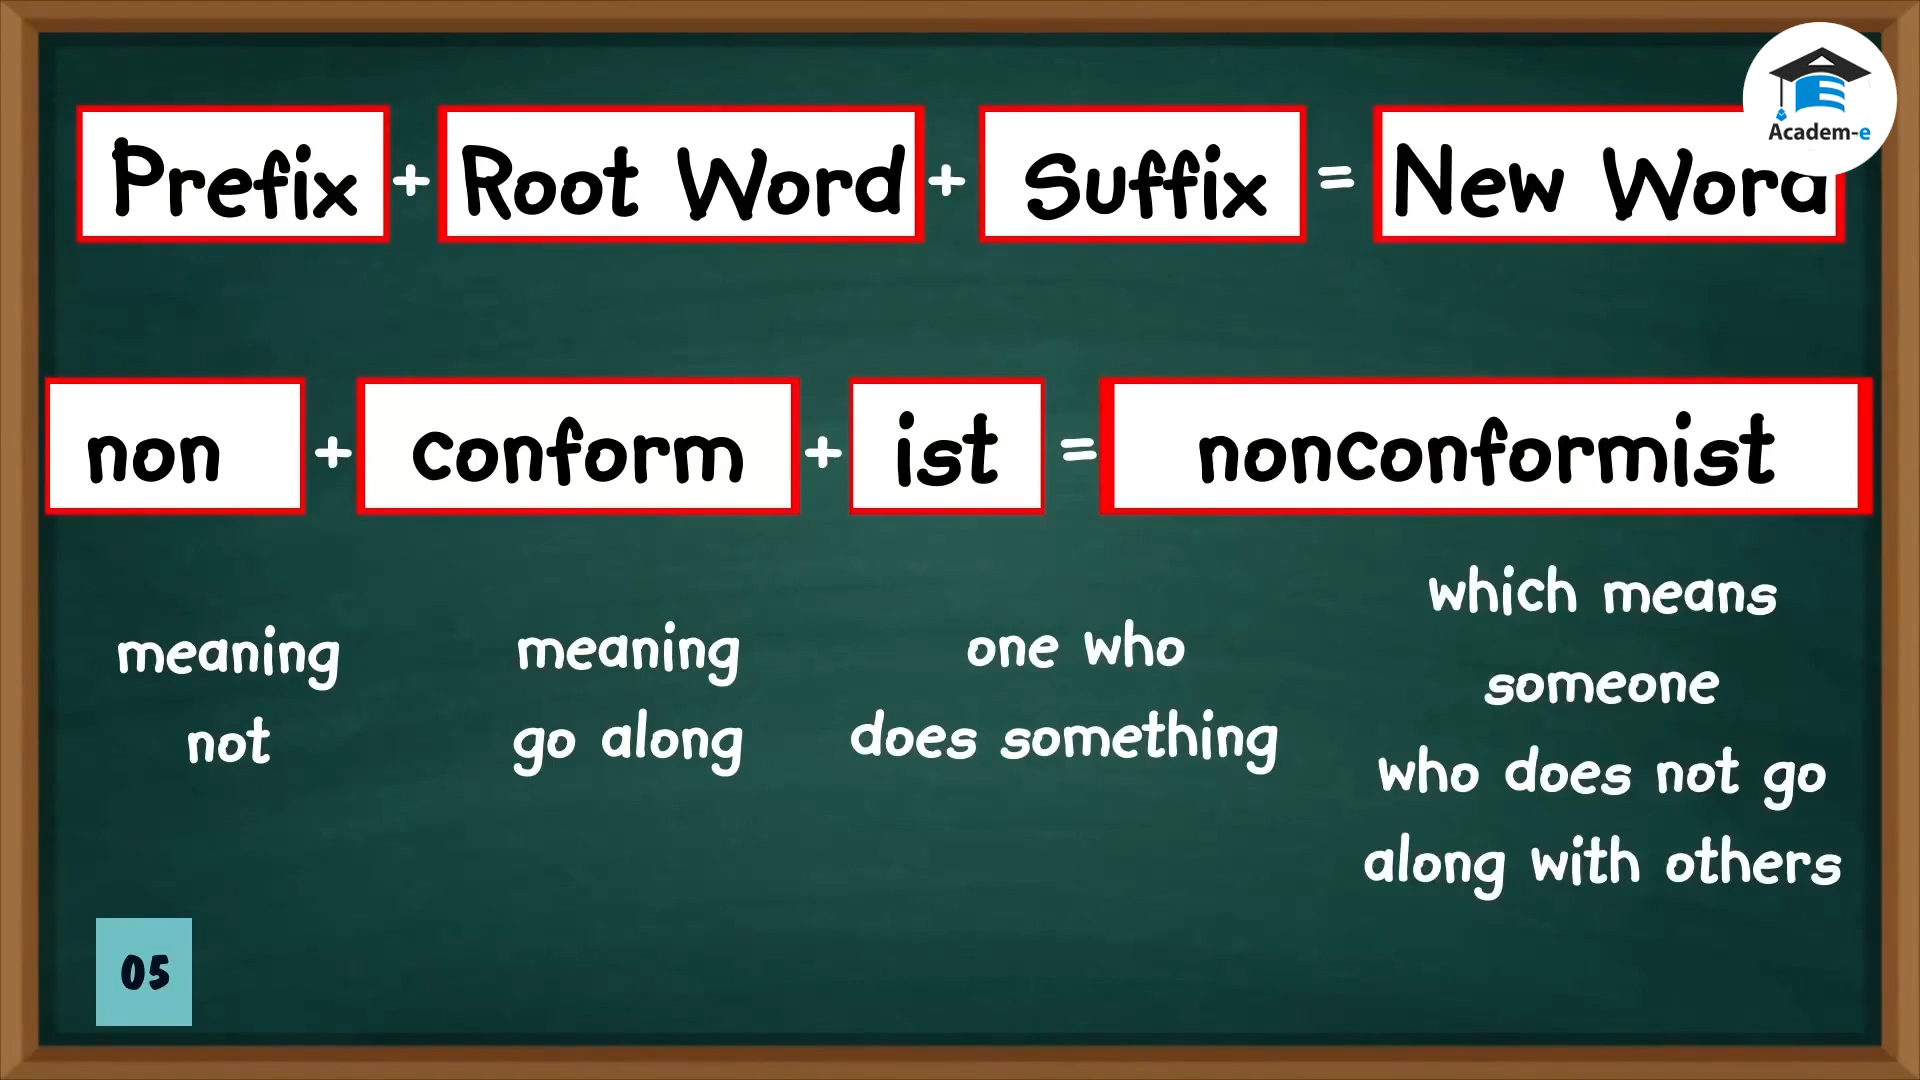 Academ-e
Prefix + Root Word + Suffix = New Word
non + conform + ist = nonconformist
meaning
not
meaning
go along
one who
does something
which means
someone
who does not go
along with others
05